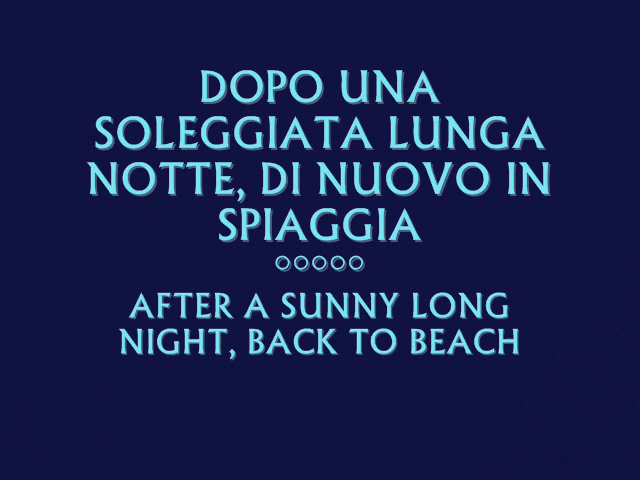 DOPO UNA
SOLEGGIATA LUNGA
NOTTE, DI NUOVO IN
SPIAGGIA
○○○○○
AFTER A SUNNY LONG
NIGHT, BACK TO BEACH